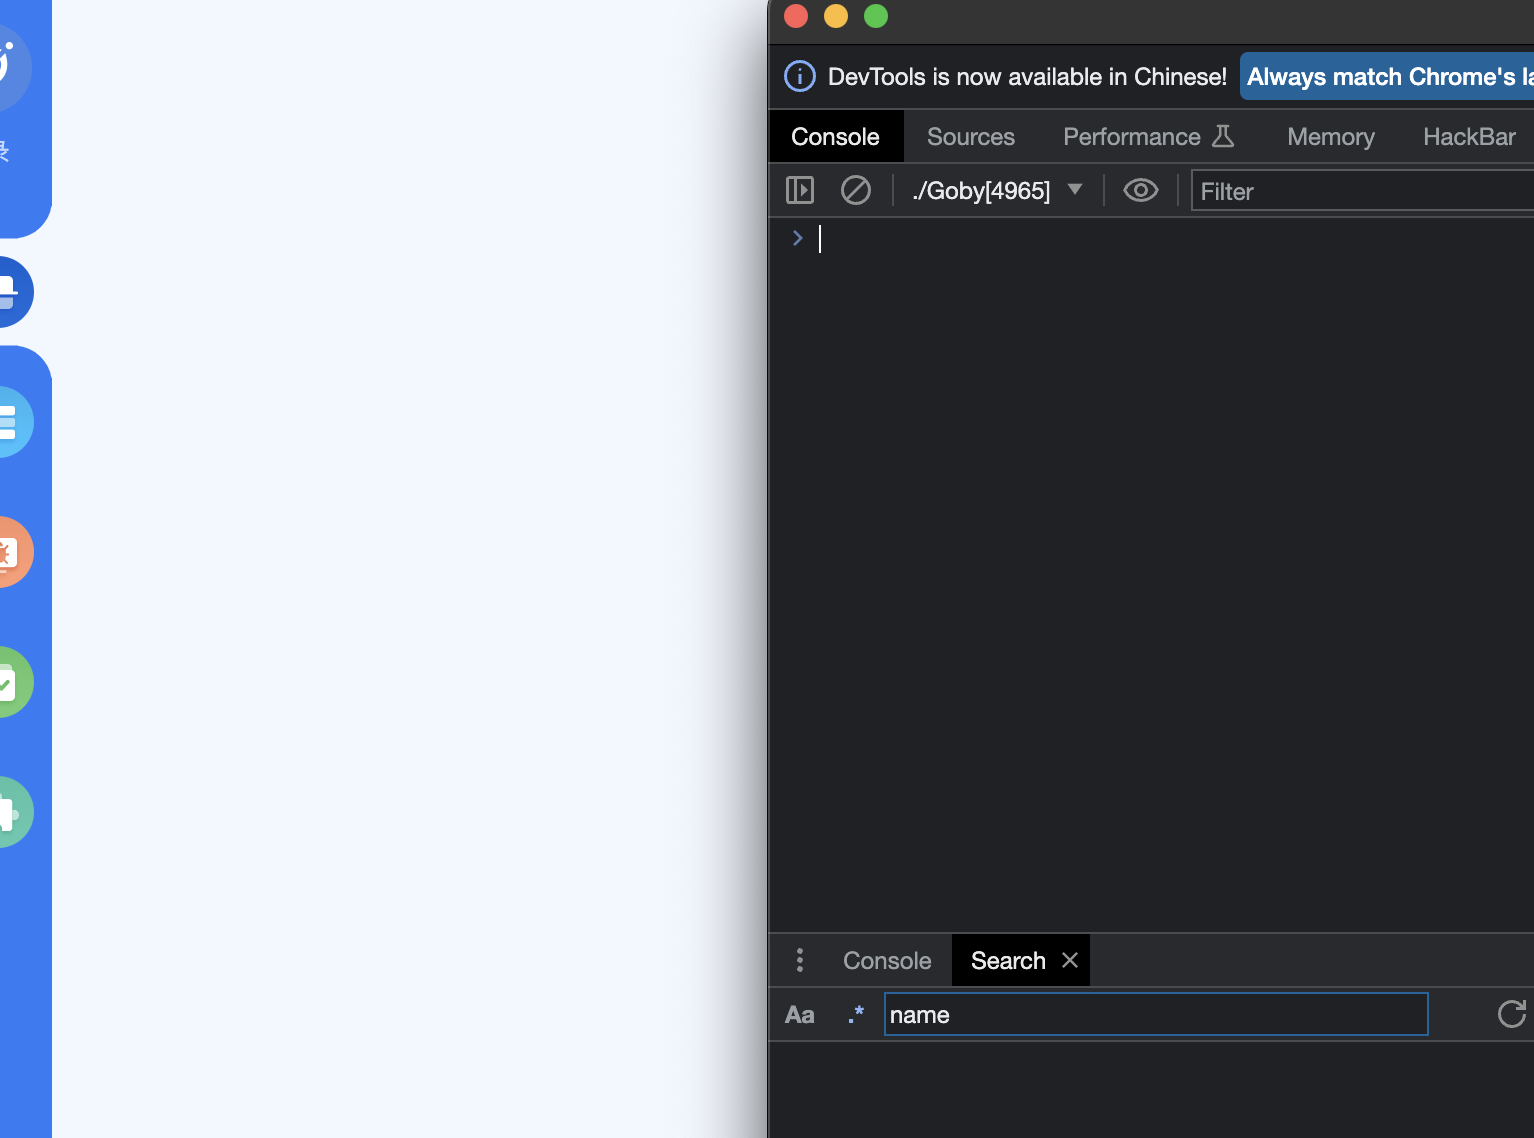 录
DevTools is now available in Chinese! Always match Chrome's la
Console Sources Performance Memory HackBar
./Goby[4965] Filter
Console Search
Aa .* name